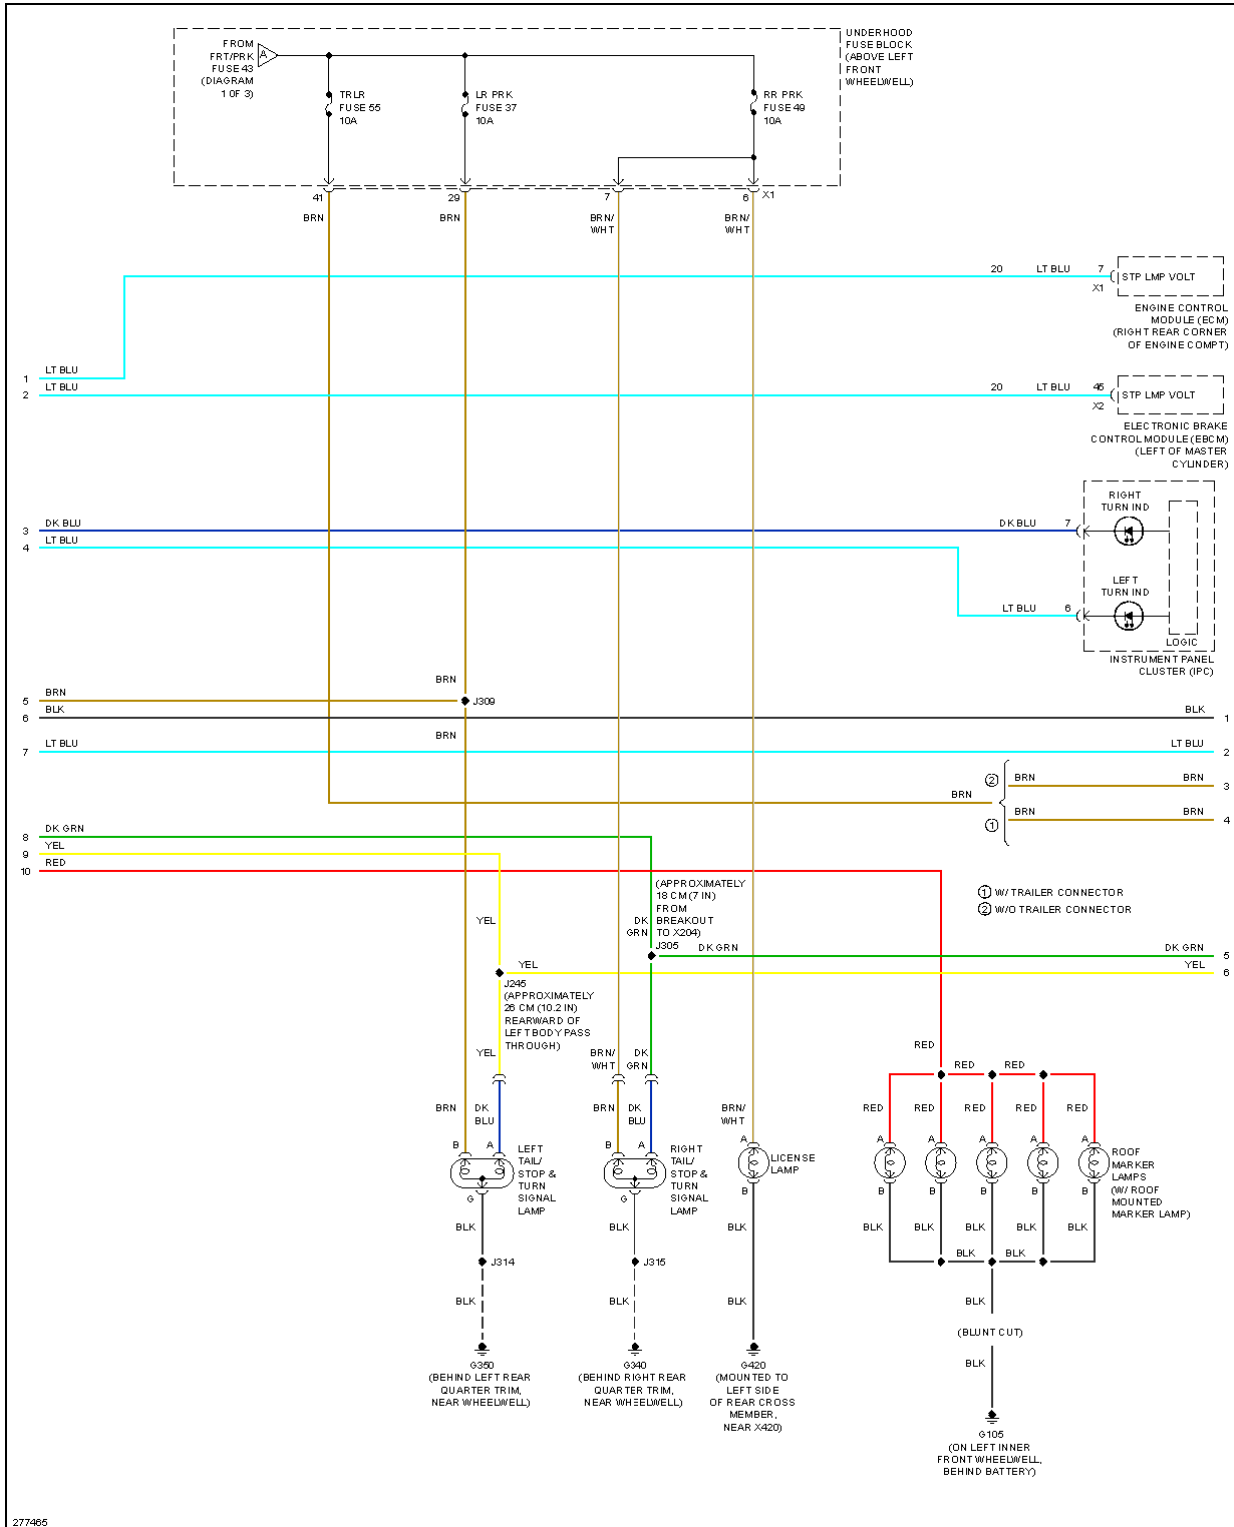 UNDERHOOD
FUSE BLOCK
(ABOVE LEFT
FRONT
WHEELWELL)
FROM
FRT/PRK
FUSE 43
(DIAGRAM
1 OF 3)
A
TRLR
FUSE 55
10A
LR PRK
FUSE 37
10A
RR PRK
FUSE 49
10A
41
29
7
6
X1
BRN
BRN
BRN/
WHT
BRN/
WHT
20
LT BLU
7
X1
STP LMP VOLT
ENGINE CONTROL
MODULE (ECM)
(RIGHT REAR CORNER
OF ENGINE COMPT)
1
LT BLU
2
LT BLU
20
LT BLU
45
X2
STP LMP VOLT
ELECTRONIC BRAKE
CONTROL MODULE (EBCM)
(LEFT OF MASTER
CYLINDER)
RIGHT
TURN IND
3
DK BLU
DK BLU
7
4
LT BLU
LEFT
TURN IND
LT BLU
6
LOGIC
INSTRUMENT PANEL
CLUSTER (IPC)
BRN
5
BRN
J309
6
BLK
BLK
1
BRN
7
LT BLU
LT BLU
2
2
BRN
BRN
3
BRN
1
BRN
BRN
4
8
DK GRN
9
YEL
10
RED
(APPROXIMATELY
18 CM (7 IN)
FROM
BREAKOUT
TO X204)
1 W/ TRAILER CONNECTOR
2 W/O TRAILER CONNECTOR
YEL
DK
GRN
J305
DK GRN
DK GRN
5
YEL
YEL
6
J245
(APPROXIMATELY
26 CM (10.2 IN)
REARWARD OF
LEFT BODY PASS
THROUGH)
YEL
BRN/
WHT
DK
GRN
RED
RED
RED
BRN
DK
BLU
BRN
DK
BLU
BRN/
WHT
RED
RED
RED
RED
RED
B
A
LEFT
TAIL/
STOP &
TURN
SIGNAL
LAMP
G
B
A
RIGHT
TAIL/
STOP &
TURN
SIGNAL
LAMP
G
A
LICENSE
LAMP
B
A
A
A
A
A
B
B
B
B
B
ROOF
MARKER
LAMPS
(W/ ROOF
MOUNTED
MARKER LAMP)
BLK
BLK
BLK
BLK
BLK
BLK
BLK
BLK
J314
J315
BLK
BLK
BLK
BLK
BLK
BLK
(BLUNT CUT)
BLK
G350
(BEHIND LEFT REAR
QUARTER TRIM,
NEAR WHEELWELL)
G340
(BEHIND RIGHT REAR
QUARTER TRIM,
NEAR WHEELWELL)
G420
(MOUNTED TO
LEFT SIDE
OF REAR CROSS
MEMBER,
NEAR X420)
G105
(ON LEFT INNER
FRONT WHEELWELL,
BEHIND BATTERY)
277465